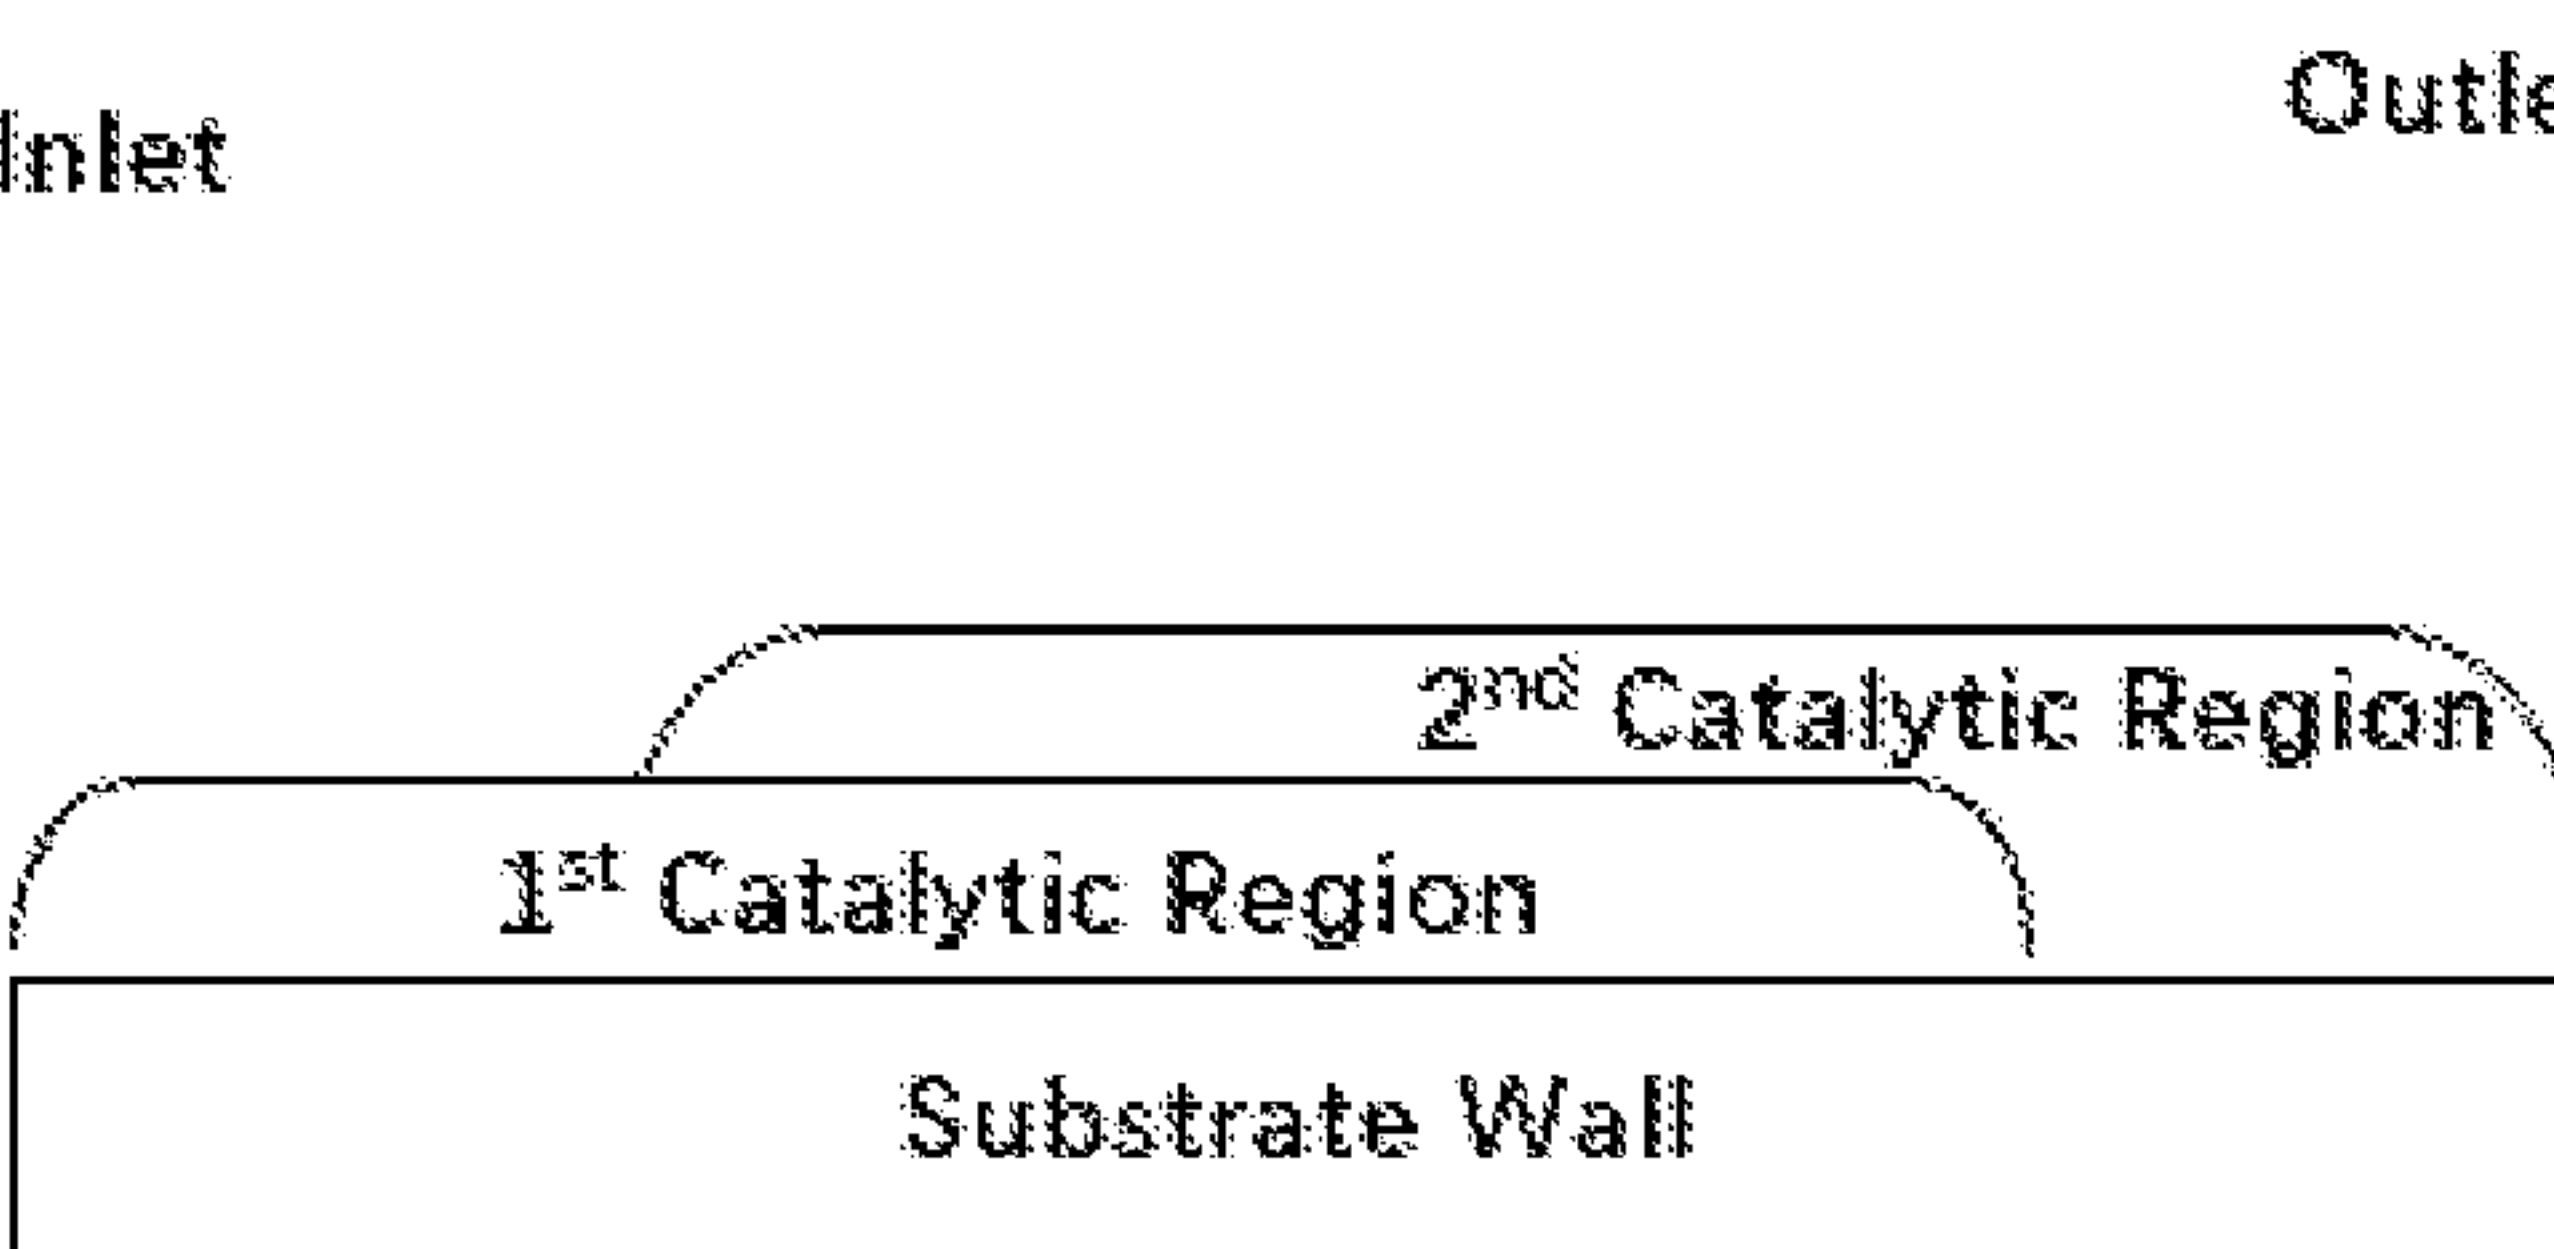 Inlet
Outle
2nd Catalytic Region
1st Catalytic Region
Substrate Wall